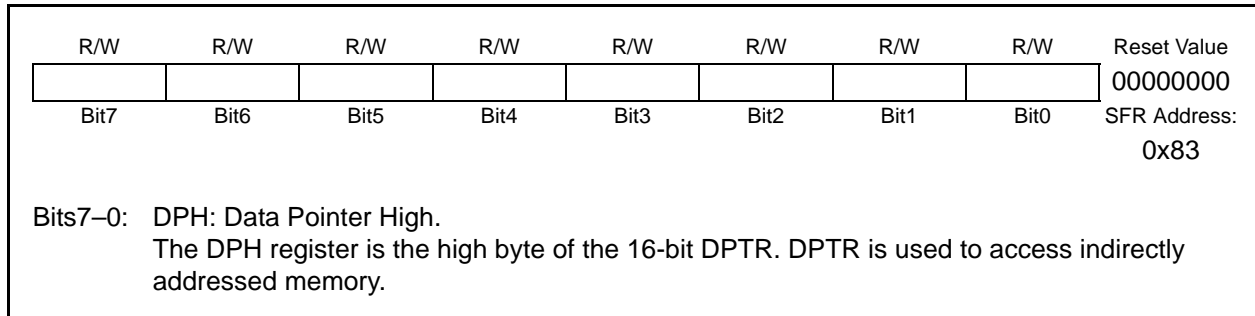 R/W R/W R/W R/W R/W R/W R/W R/W Reset Value
00000000
Bit7 Bit6 Bit5 Bit4 Bit3 Bit2 Bit1 Bit0 SFR Address:
0x83
Bits7–0: DPH: Data Pointer High.
The DPH register is the high byte of the 16-bit DPTR. DPTR is used to access indirectly
addressed memory.